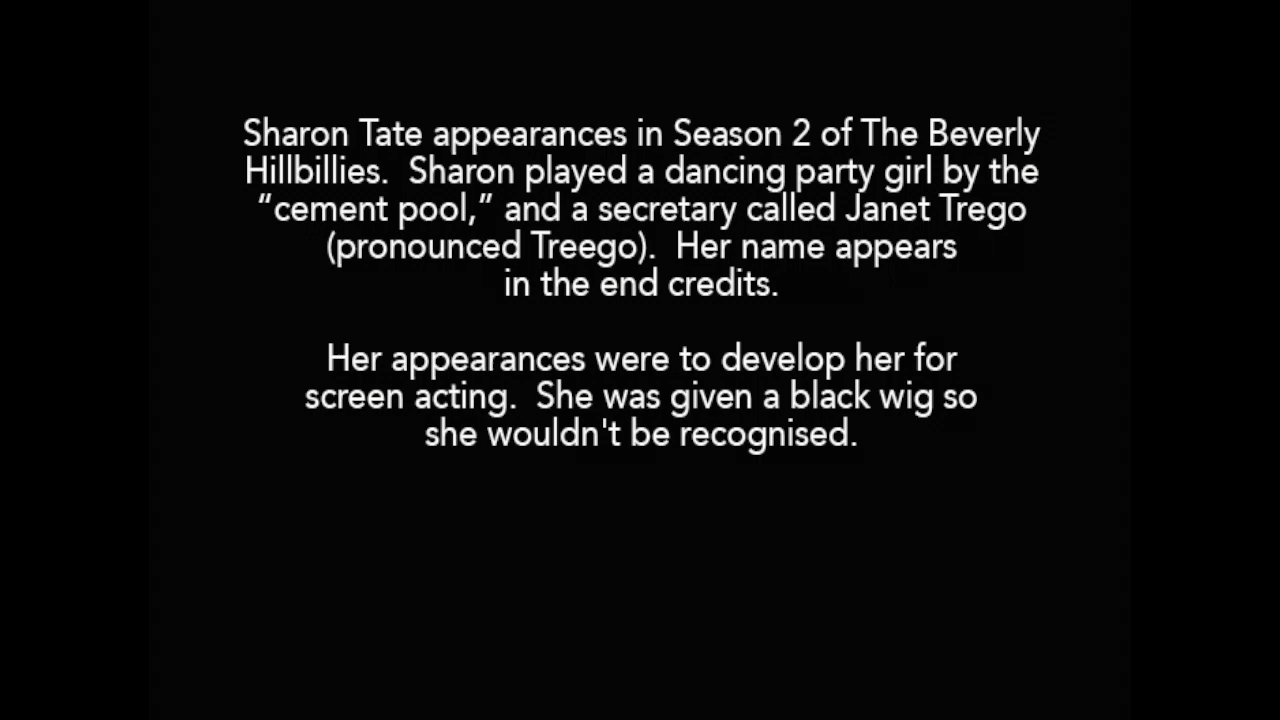 Sharon Tate appearances in Season 2 of The Beverly
Hillbillies.  Sharon played a dancing party girl by the
“cement pool,” and a secretary called Janet Trego
(pronounced Treego).  Her name appears
in the end credits.
Her appearances were to develop her for
screen acting.  She was given a black wig so
she wouldn't be recognised.